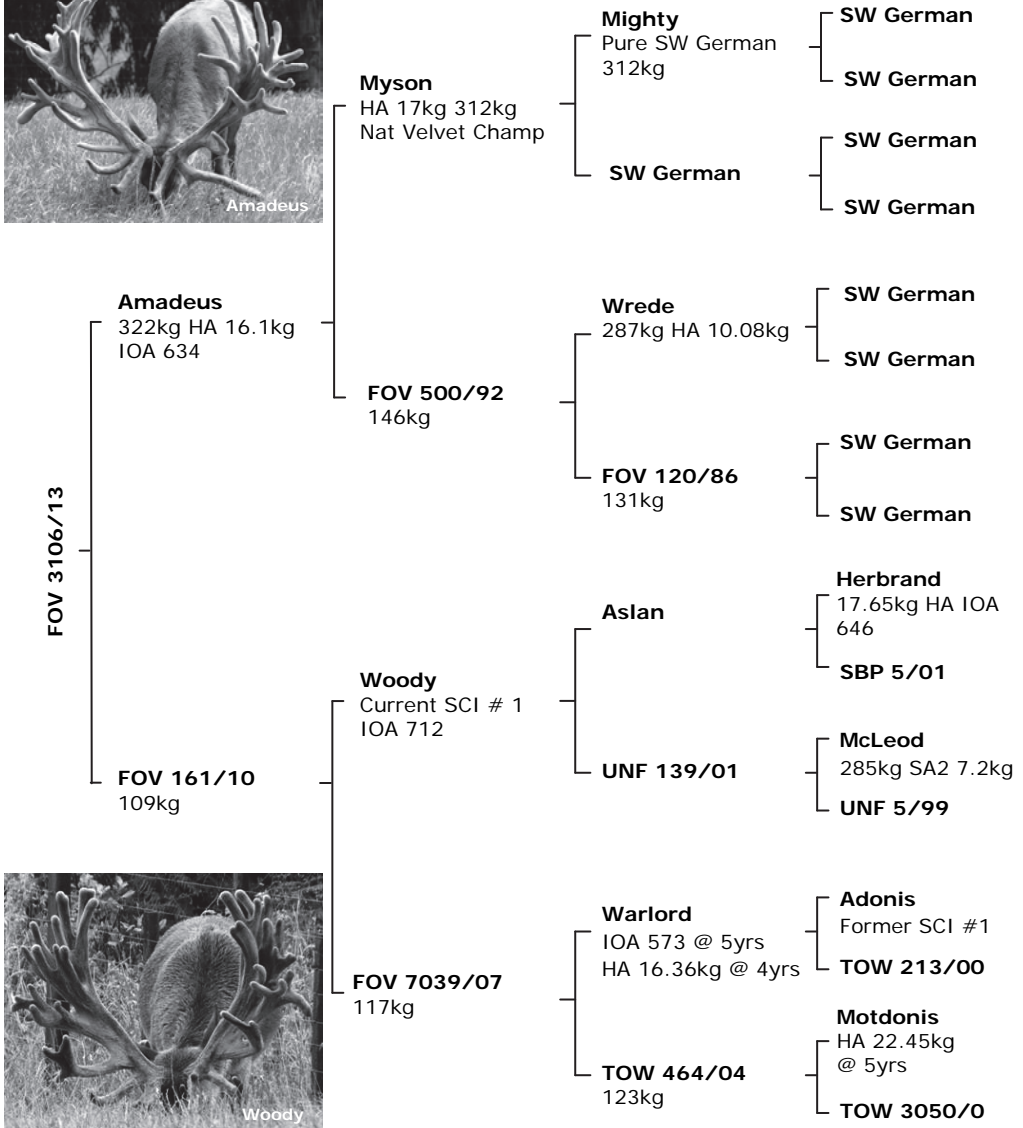 Amadeus
FOV 3106/13
Amadeus
322kg HA 16.1kg
IOA 634
FOV 161/10
109kg
Myson
HA 17kg 312kg
Nat Velvet Champ
FOV 500/92
146kg
Woody
Current SCI # 1
IOA 712
FOV 7039/07
117kg
Mighty
Pure SW German
312kg
SW German
Wrede
287kg HA 10.08kg
FOV 120/86
131kg
Aslan
UNF 139/01
Warlord
IOA 573 @ 5yrs
HA 16.36kg @ 4yrs
TOW 464/04
123kg
SW German
SW German
SW German
SW German
SW German
SW German
SW German
SW German
Herbrand
17.65kg HA IOA
646
SBP 5/01
McLeod
285kg SA2 7.2kg
UNF 5/99
Adonis
Former SCI #1
TOW 213/00
Motdonis
HA 22.45kg
@ 5yrs
TOW 3050/0
Woody